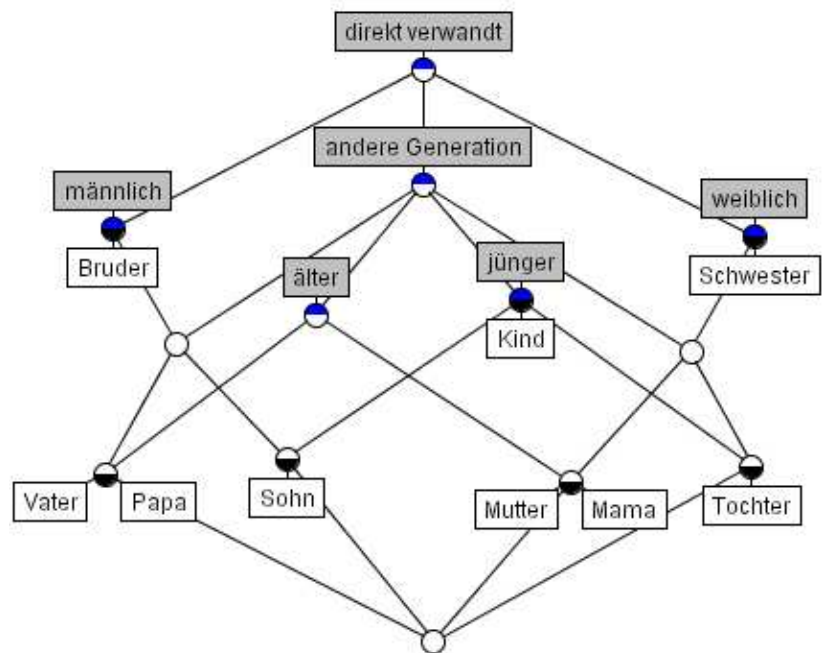 direkt verwandt
andere Generation
männlich
weiblich
Bruder
älter
jünger
Schwester
Kind
Vater
Papa
Sohn
Mutter
Mama
Tochter